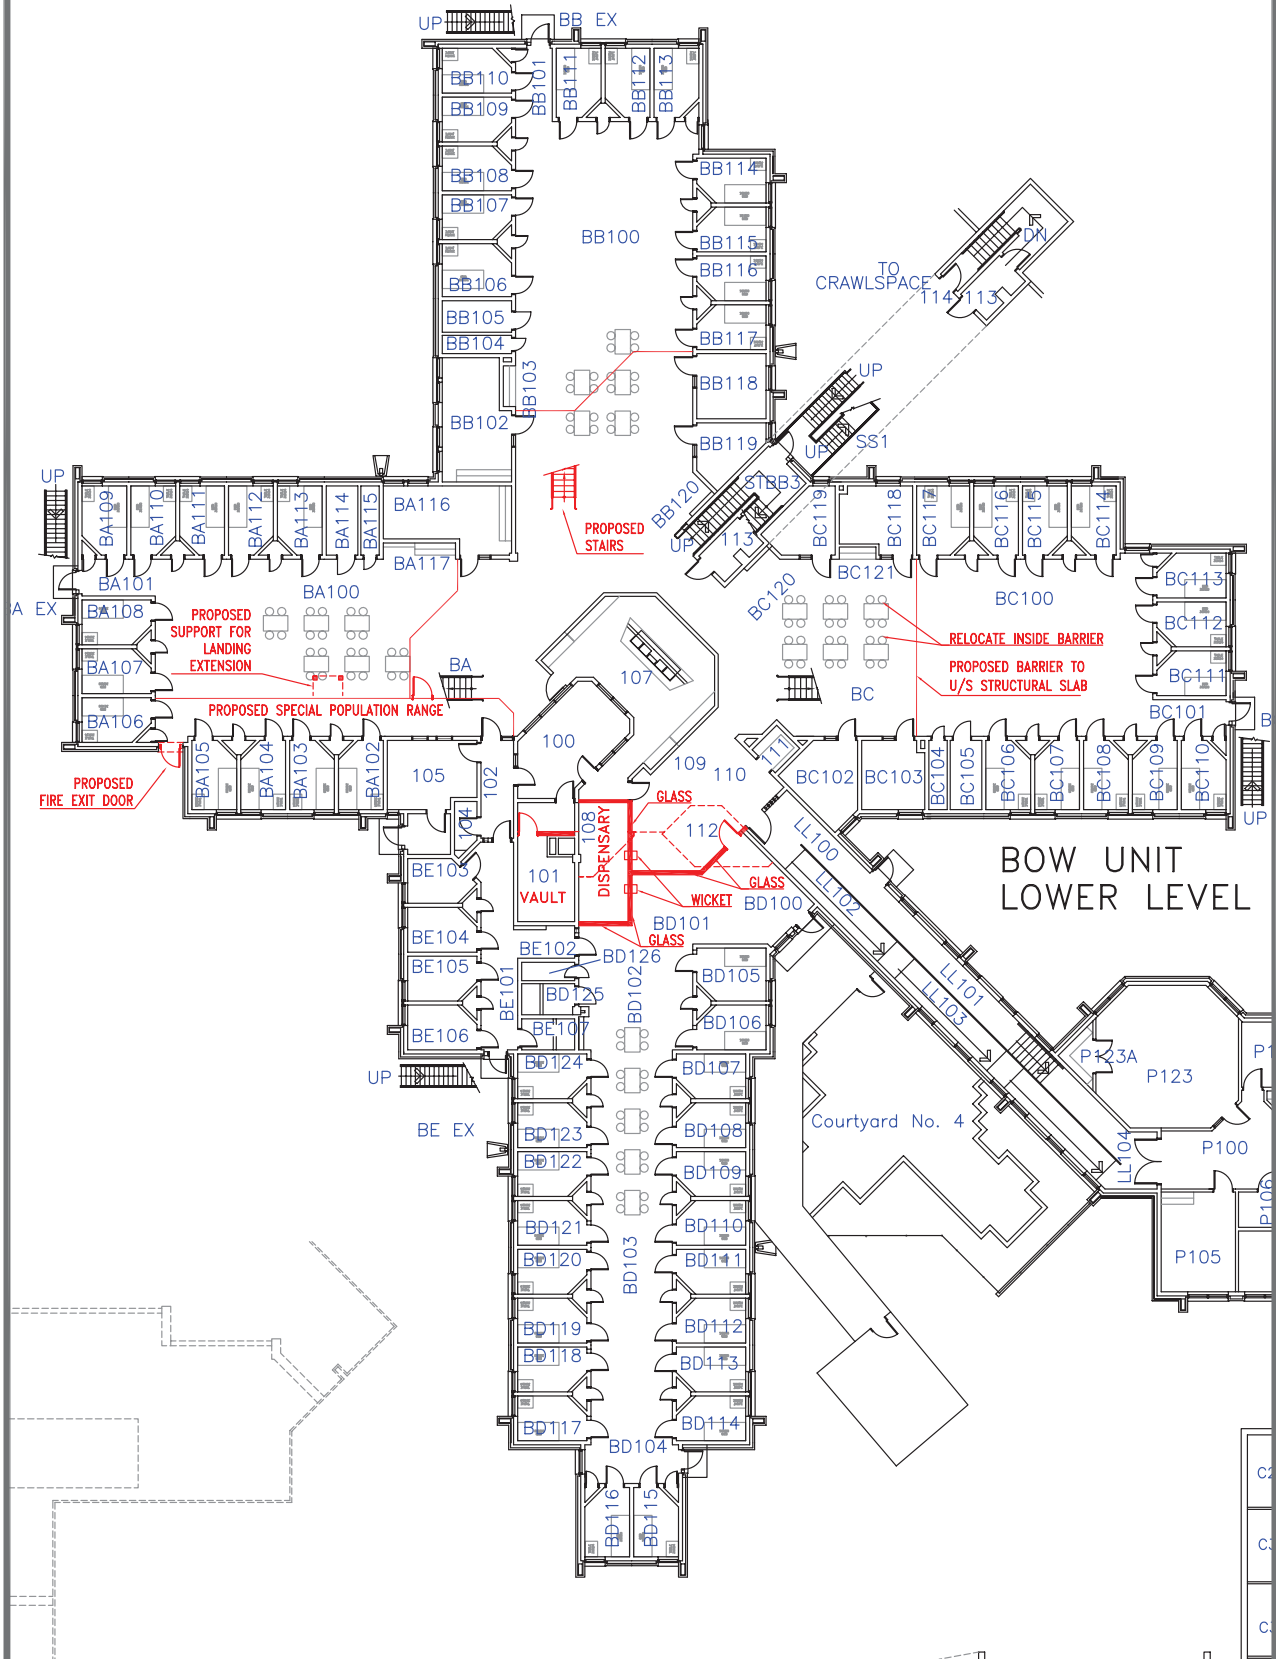 UP
BB EX
BB110
BB101
BB111
BB112
BB113
BB109
BB108
BB114
BB107
BB100
BB115
BB106
BB116
BB105
BB117
BB104
BB103
BB118
BB102
BB119
BB120
TO
CRAWLSPACE
DN
114
113
UP
SS1
UP
STBB3
UP
113
PROPOSED
STAIRS
UP
BA109
BA110
BA111
BA112
BA113
BA114
BA115
BA116
BA117
BA101
BA100
A EX
BA108
BA107
BA106
PROPOSED
SUPPORT FOR
LANDING
EXTENSION
BA
PROPOSED SPECIAL POPULATION RANGE
PROPOSED
FIRE EXIT DOOR
BA105
BA104
BA103
BA102
105
102
104
100
107
109
110
111
BC119
BC118
BC117
BC116
BC115
BC114
BC121
BC120
BC100
BC113
BC112
BC111
BC101
BC
RELOCATE INSIDE BARRIER
PROPOSED BARRIER TO
U/S STRUCTURAL SLAB
BC102
BC103
BC104
BC105
BC106
BC107
BC108
BC109
BC110
B
UP
BOW UNIT
LOWER LEVEL
101
VAULT
108
DISPENSARY
GLASS
112
GLASS
WICKET
GLASS
BD100
BD101
LL100
LL102
LL101
LL103
LL104
BE103
BE104
BE105
BE106
BE101
BE102
BE107
BD126
BD125
BD102
BD105
BD106
UP
BE EX
BD124
BD107
BD123
BD108
BD122
BD109
BD121
BD110
BD120
BD103
BD111
BD119
BD112
BD118
BD113
BD117
BD114
BD104
BD116
BD115
Courtyard No. 4
P123A
P123
P1
P100
P106
P105
C2
C3
C3